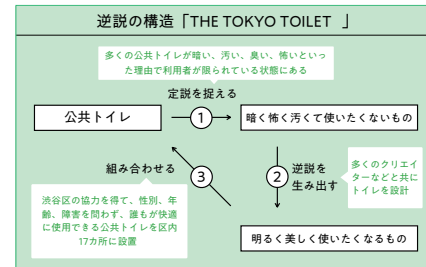 逆説の構造「THE TOKYO TOILET 」
多くの公共トイレが暗い、汚い、臭い、怖いといっ
た理由で利用者が限られている状態にある
定説を捉える
公共トイレ
1
暗く怖く汚くて使いたくないもの
組み合わせる
3
2
逆説を
生み出す
多くのクリエイ
ターなどと共に
トイレを設計
渋谷区の協力を得て、性別、年
齢、障害を問わず、誰もが快適
に使用できる公共トイレを区内
17カ所に設置
明るく美しく使いたくなるもの